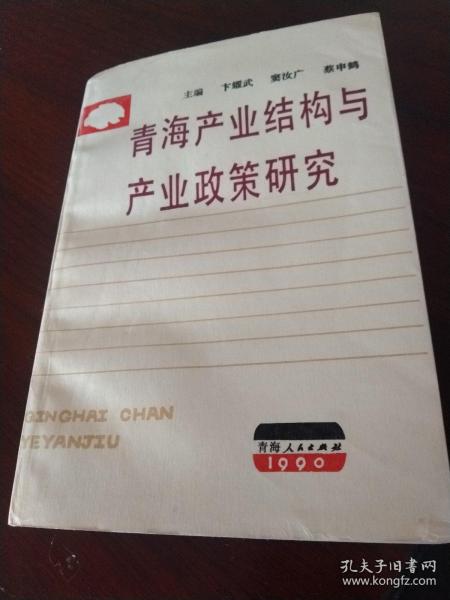 主编 卞耀武 窦汝广 蔡申鹤
青海产业结构与
产业政策研究
QINGHAI CHAN
YEYANJIU
青海人民出版社
1990
孔夫子旧书网
www.kongfz.com